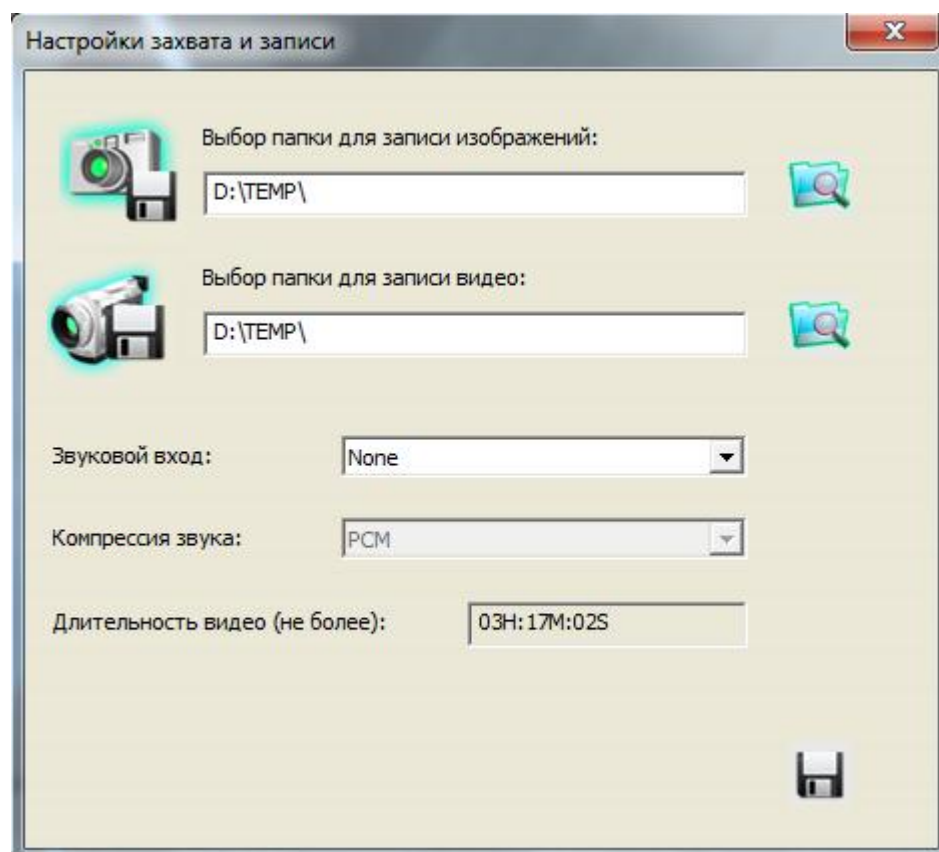 Настройки захвата и записи
Выбор папки для записи изображений:
D:\TEMP\
Выбор папки для записи видео:
D:\TEMP\
Звуковой вход: None
Компрессия звука: PCM
Длительность видео (не более): 03H:17M:02S